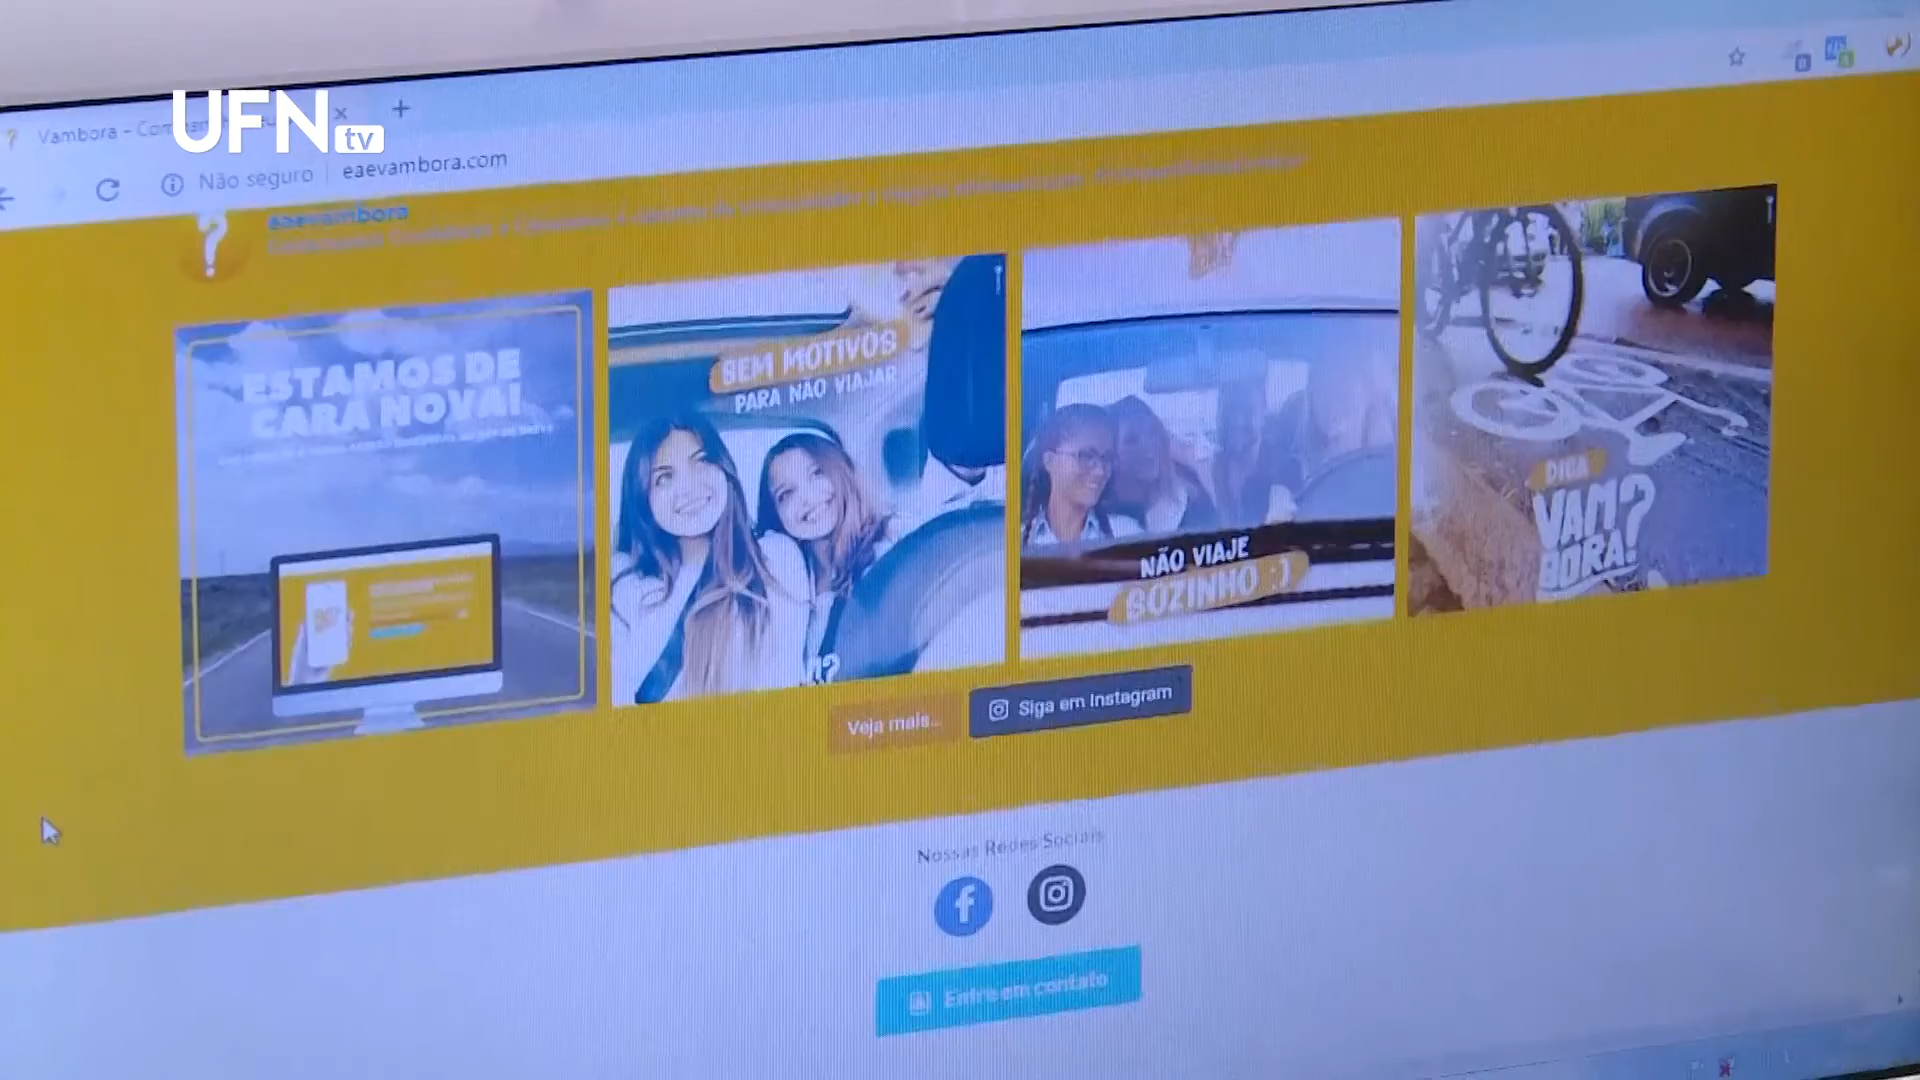 UFN
tv
Vambora –
Não seguro
eaevambora.com
eaevambora
ESTAMOS DE
CARA NOVA!
SEM MOTIVOS
PARA NÃO VIAJAR
NÃO VIAJE
SOZINHO :)
DIGA
VAM?
BORA!
Veja mais...
Siga em Instagram
Nossas Redes Sociais
Entre em contato